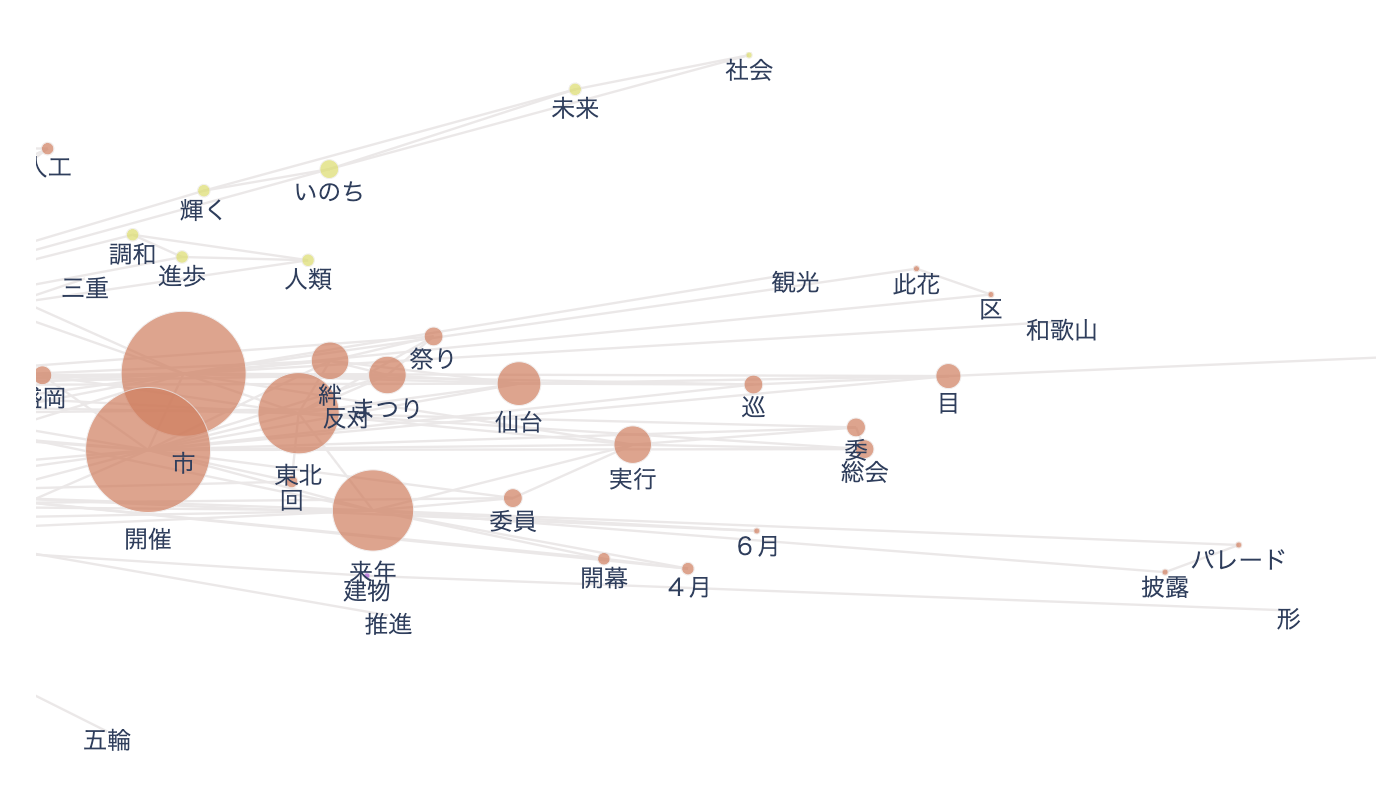 社会
未来
人工
いのち
輝く
調和
進歩
人類
三重
観光
此花
区
和歌山
祭り
盛岡
絆
まつり
反対
仙台
巡
目
市
委
総会
東北
回
実行
委員
開催
6月
パレード
来年
建物
開幕
4月
披露
推進
形
五輪